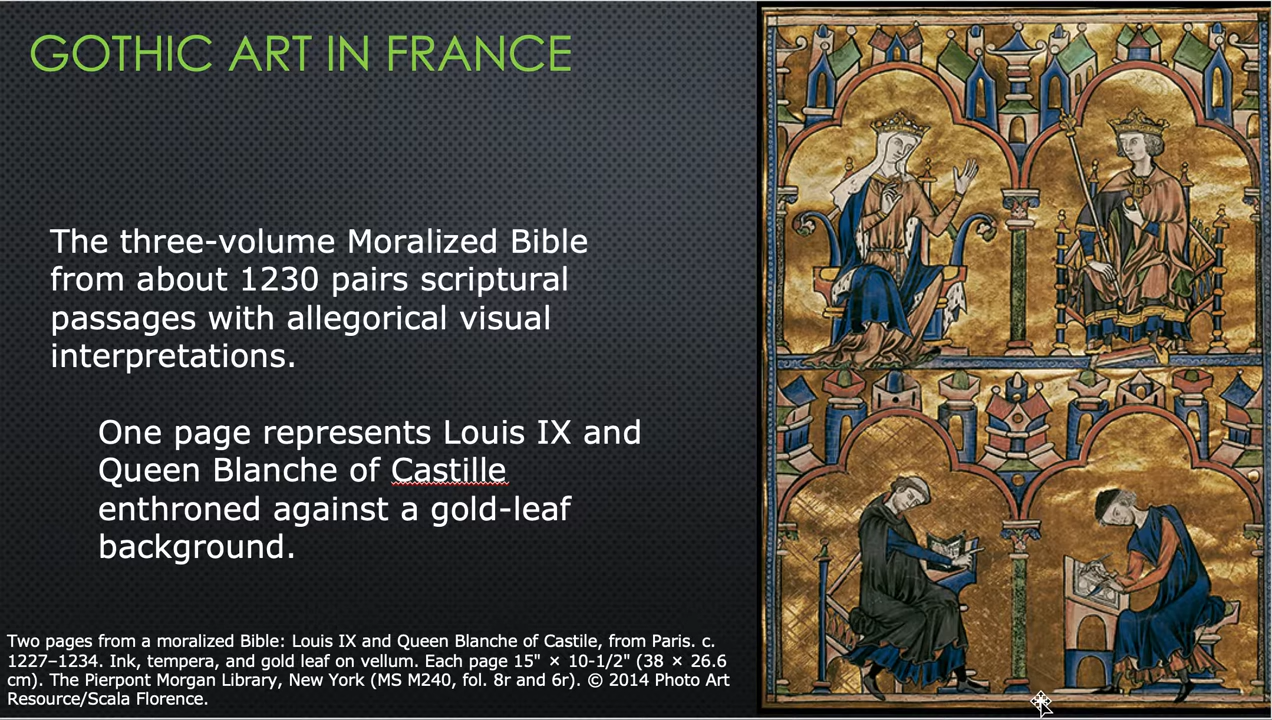 GOTHIC ART IN FRANCE
The three-volume Moralized Bible
from about 1230 pairs scriptural
passages with allegorical visual
interpretations.
One page represents Louis IX and
Queen Blanche of Castille
enthroned against a gold-leaf
background.
Two pages from a moralized Bible: Louis IX and Queen Blanche of Castile, from Paris. c.
1227–1234. Ink, tempera, and gold leaf on vellum. Each page 15" × 10-1/2" (38 × 26.6
cm). The Pierpont Morgan Library, New York (MS M240, fol. 8r and 6r). © 2014 Photo Art
Resource/Scala Florence.